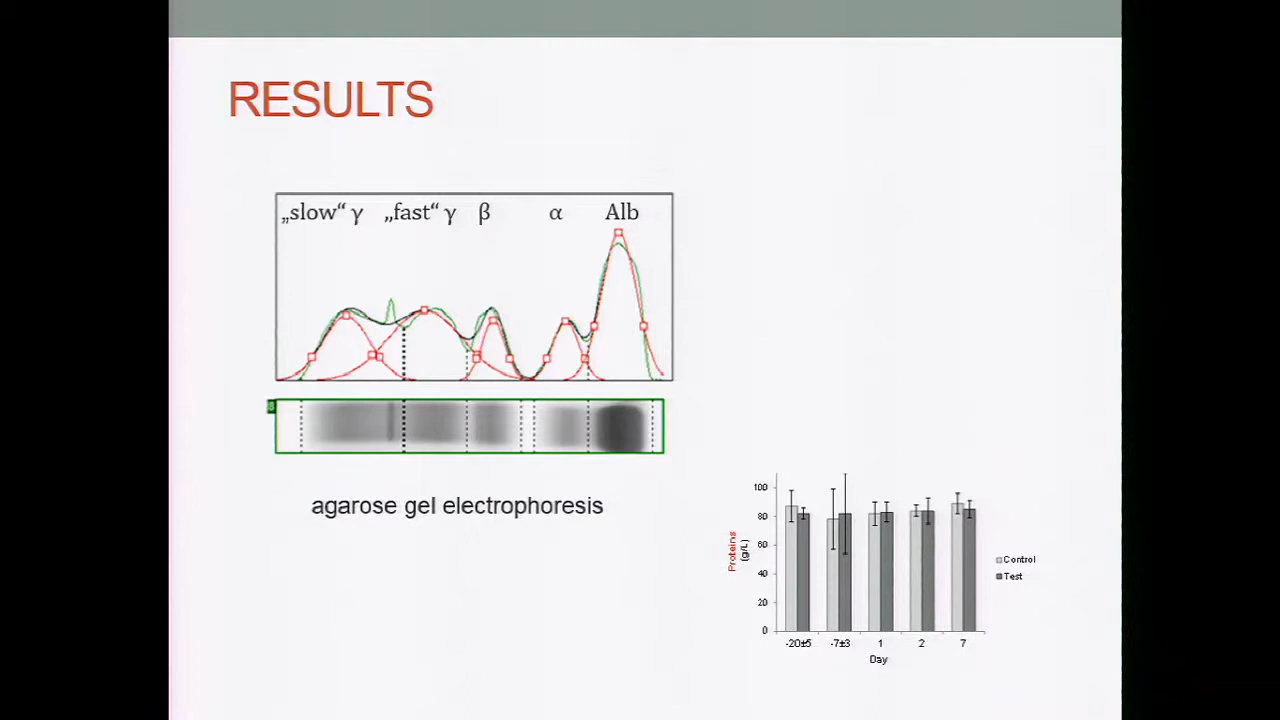 RESULTS
„slow“ γ „fast“ γ β α Alb
agarose gel electrophoresis
100
80
60
40
20
0
Proteins
(g/L)
-20±5 -7±3 1 2 7
Day
Control
Test